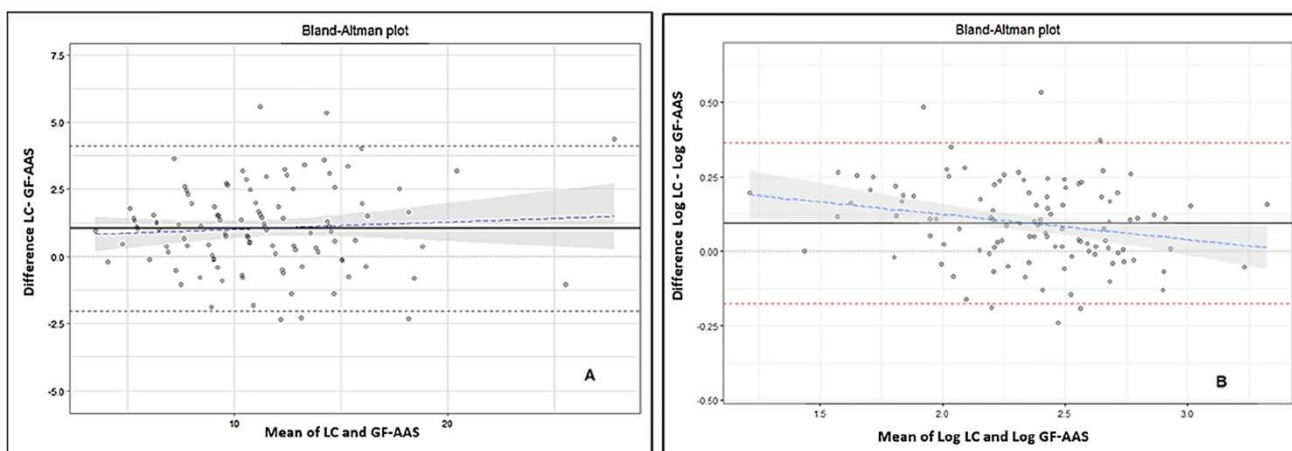 Bland-Altman plot
7.5
5.0
2.5
0.0
-2.5
-5.0
Difference LC- GF-AAS
10
20
Mean of LC and GF-AAS
A
Bland-Altman plot
0.50
0.25
0.00
-0.25
-0.50
Difference Log LC - Log GF-AAS
1.5
2.0
2.5
3.0
Mean of Log LC and Log GF-AAS
B